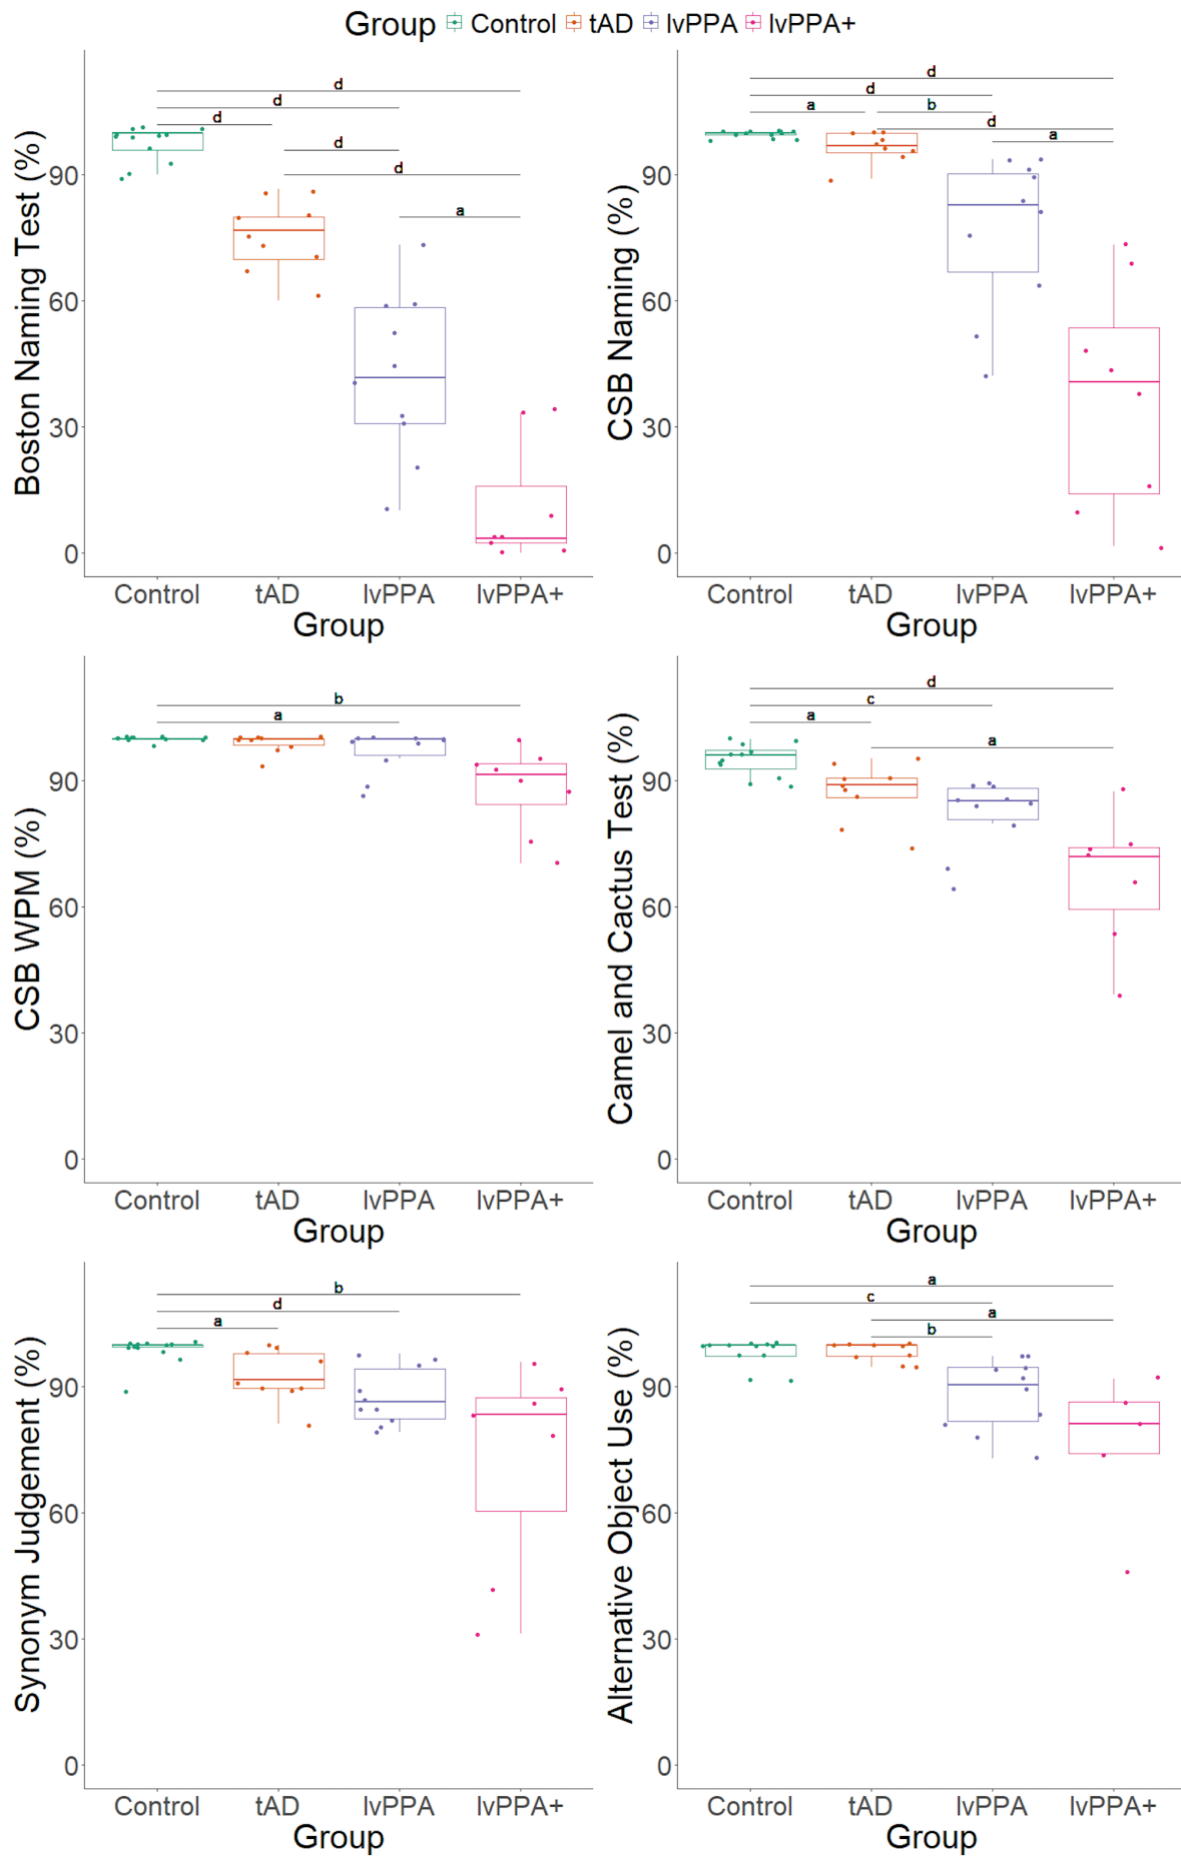 Group Control tAD lvPPA lvPPA+
Boston Naming Test (%)
90
60
30
0
d
d
d
d
d
a
Control tAD lvPPA lvPPA+
Group
CSB Naming (%)
90
60
30
0
d
d
a b
d
a
Control tAD lvPPA lvPPA+
Group
CSB WPM (%)
90
60
30
0
b
a
Control tAD lvPPA lvPPA+
Group
Camel and Cactus Test (%)
90
60
30
0
d
c
a
a
Control tAD lvPPA lvPPA+
Group
Synonym Judgement (%)
90
60
30
0
b
d
a
Control tAD lvPPA lvPPA+
Group
Alternative Object Use (%)
90
60
30
0
a
c
a
b
Control tAD lvPPA lvPPA+
Group